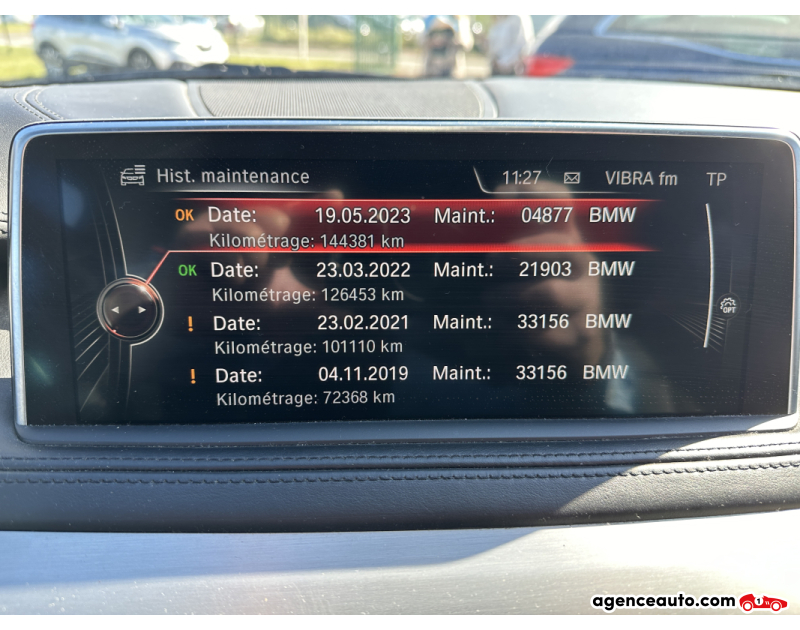 Hist. maintenance 11:27 VIBRA fm TP
OK Date: 19.05.2023 Maint.: 04877 BMW
Kilométrage: 144381 km
OK Date: 23.03.2022 Maint.: 21903 BMW
Kilométrage: 126453 km
! Date: 23.02.2021 Maint.: 33156 BMW
Kilométrage: 101110 km
! Date: 04.11.2019 Maint.: 33156 BMW
Kilométrage: 72368 km
OPT
agenceauto.com